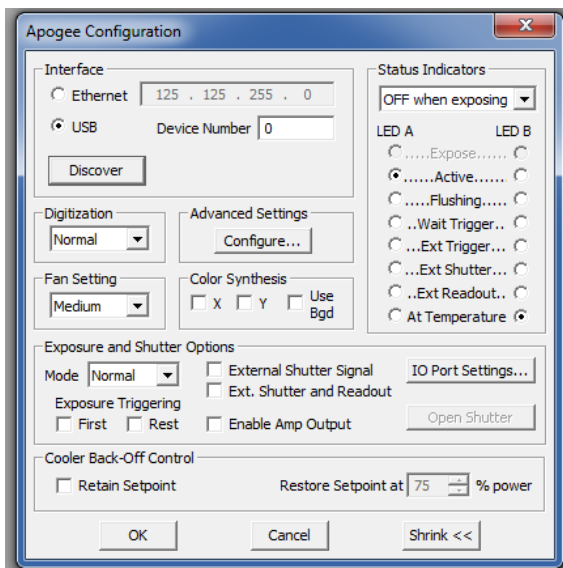 Apogee Configuration
Interface
Ethernet 125 . 125 . 255 . 0
USB Device Number 0
Discover
Status Indicators
OFF when exposing
LED A LED B
.....Expose......
......Active......
.....Flushing.....
..Wait Trigger..
...Ext Trigger...
...Ext Shutter...
..Ext Readout..
At Temperature
Digitization
Normal
Advanced Settings
Configure...
Fan Setting
Medium
Color Synthesis
X Y Use Bgd
Exposure and Shutter Options
Mode Normal External Shutter Signal IO Port Settings...
Ext. Shutter and Readout
Exposure Triggering
First Rest Enable Amp Output Open Shutter
Cooler Back-Off Control
Retain Setpoint Restore Setpoint at 75 % power
OK Cancel Shrink <<